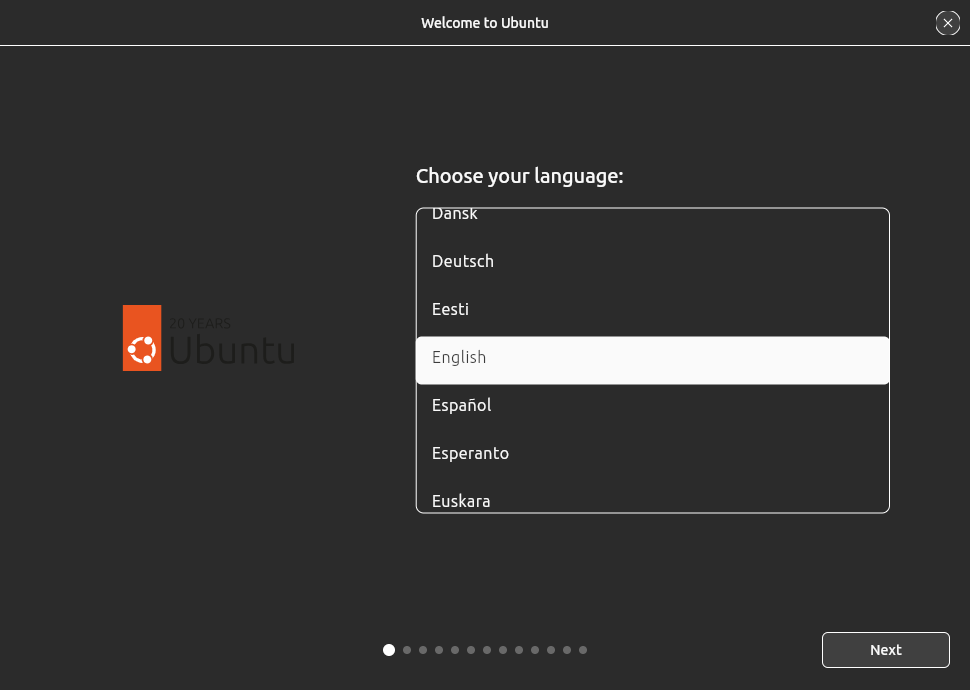 Welcome to Ubuntu
Choose your language:
Dansk
Deutsch
Eesti
English
Español
Esperanto
Euskara
20 YEARS
Ubuntu
Next